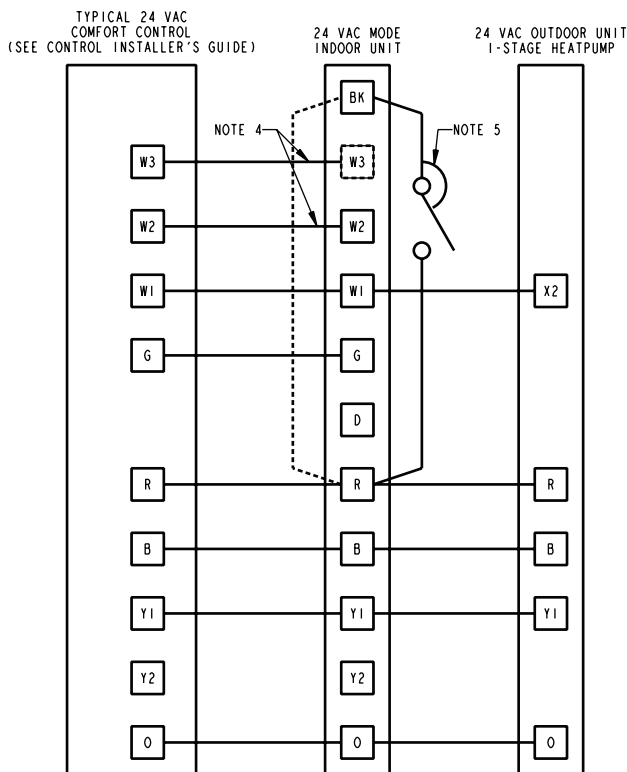 TYPICAL 24 VAC
COMFORT CONTROL
(SEE CONTROL INSTALLER'S GUIDE)
24 VAC MODE
INDOOR UNIT
24 VAC OUTDOOR UNIT
1-STAGE HEATPUMP
BK
NOTE 4
NOTE 5
W3 W3
W2 W2
W1 W1 X2
G G
D
R R R
B B B
Y1 Y1 Y1
Y2 Y2
O O O